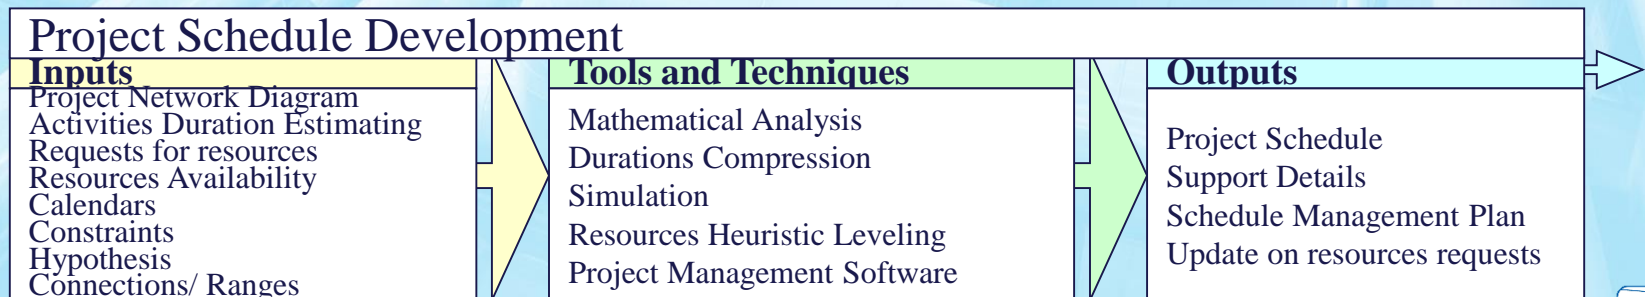 Project Schedule Development
Inputs
Project Network Diagram
Activities Duration Estimating
Requests for resources
Resources Availability
Calendars
Constraints
Hypothesis
Connections/ Ranges
Tools and Techniques
Mathematical Analysis
Durations Compression
Simulation
Resources Heuristic Leveling
Project Management Software
Outputs
Project Schedule
Support Details
Schedule Management Plan
Update on resources requests